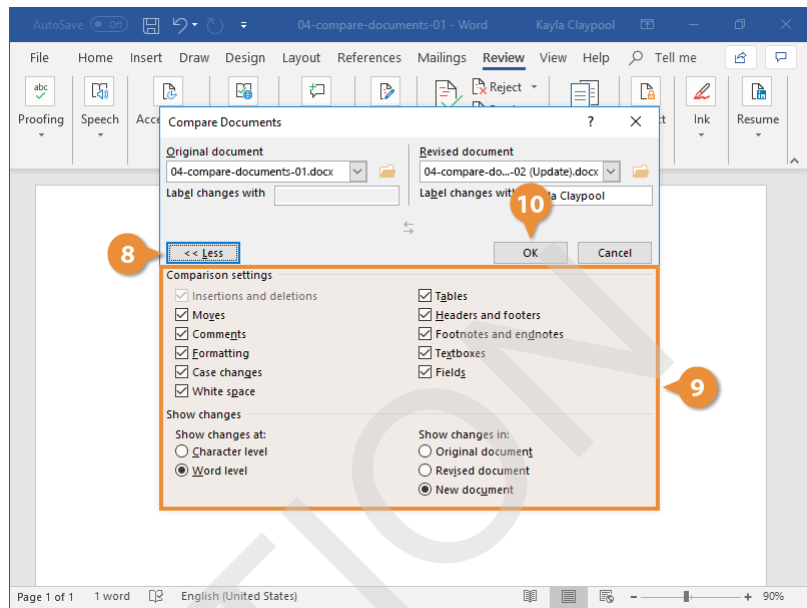 AutoSave Off 04-compare-documents-01 - Word Kayla Claypool
File Home Insert Draw Design Layout References Mailings Review View Help Tell me
abc Reject
Proofing Speech Ink Resume
Compare Documents ? ×
Original document Revised document
04-compare-documents-01.docx 04-compare-do...-02 (Update).docx
Label changes with Label changes Claypool
10
8 << Less OK Cancel
Comparison settings
Insertions and deletions Tables
Moves Headers and footers
Comments Footnotes and endnotes
Formatting Textboxes
Case changes Fields
White space
9
Show changes
Show changes at: Show changes in:
Character level Original document
Word level Revised document
New document
Page 1 of 1 1 word English (United States) 90%